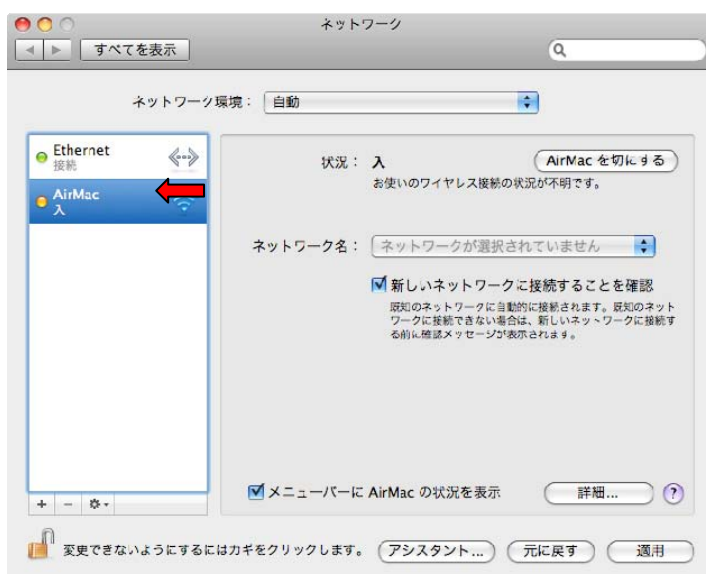 ネットワーク
すべてを表示
ネットワーク環境： 自動
Ethernet
接続
AirMac
入
状況： 入
AirMac を切にする
お使いのワイヤレス接続の状況が不明です。
ネットワーク名： ネットワークが選択されていません
新しいネットワークに接続することを確認
既知のネットワークに自動的に接続されます。既知のネット
ワークに接続できない場合は、新しいネットワークに接続す
る前に確認メッセージが表示されます。
メニューバーに AirMac の状況を表示
詳細... ?
+ −
変更できないようにするにはカギをクリックします。
アシスタント... 元に戻す 適用